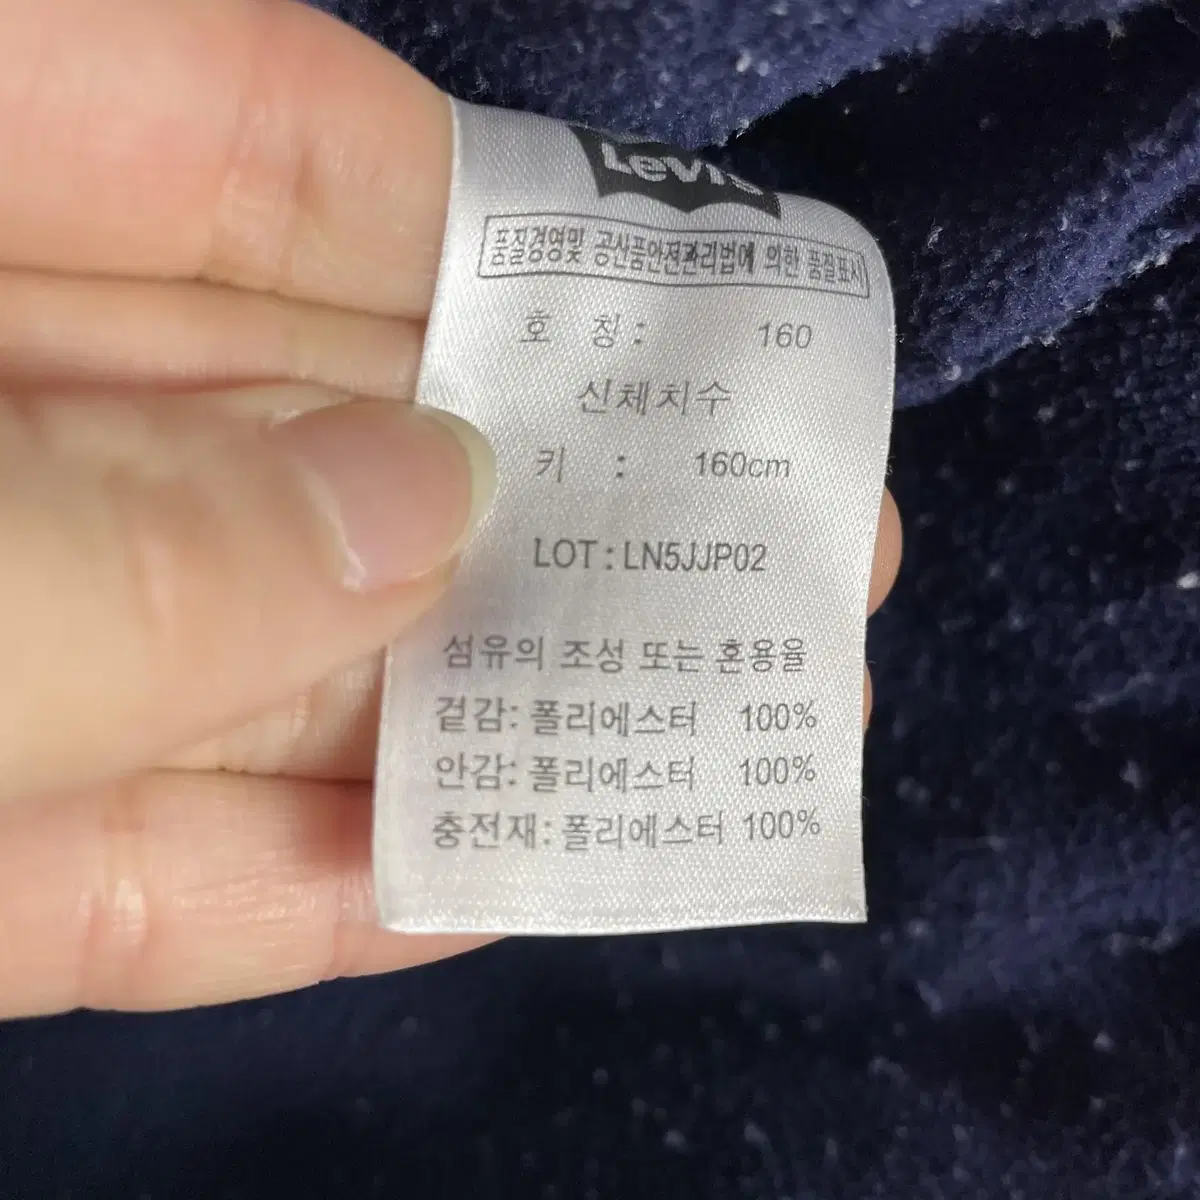 Levi's
품질경영및 공산품안전관리법에 의한 품질표시
호 칭 : 160
신체치수
키 : 160cm
LOT : LN5JJP02
섬유의 조성 또는 혼용율
겉감: 폴리에스터 100%
안감: 폴리에스터 100%
충전재: 폴리에스터 100%